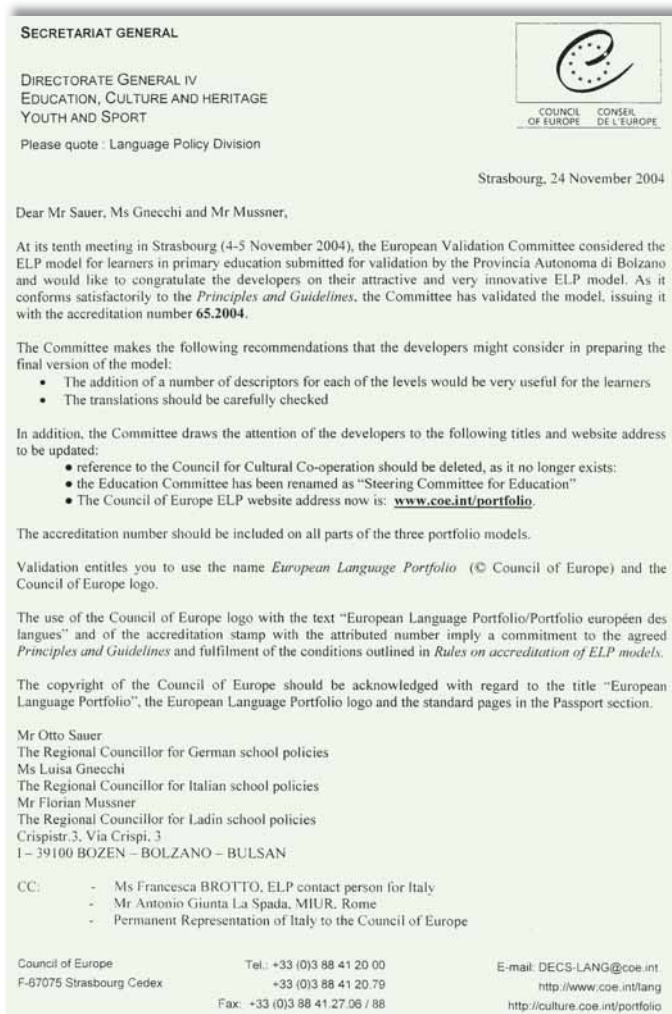 SECRETARIAT GENERAL
DIRECTORATE GENERAL IV
EDUCATION, CULTURE AND HERITAGE
YOUTH AND SPORT
Please quote : Language Policy Division
COUNCIL CONSEIL
OF EUROPE DE L'EUROPE
Strasbourg, 24 November 2004
Dear Mr Sauer, Ms Gnecchi and Mr Mussner,
At its tenth meeting in Strasbourg (4-5 November 2004), the European Validation Committee considered the
ELP model for learners in primary education submitted for validation by the Provincia Autonoma di Bolzano
and would like to congratulate the developers on their attractive and very innovative ELP model. As it
conforms satisfactorily to the Principles and Guidelines, the Committee has validated the model, issuing it
with the accreditation number 65.2004.
The Committee makes the following recommendations that the developers might consider in preparing the
final version of the model:
• The addition of a number of descriptors for each of the levels would be very useful for the learners
• The translations should be carefully checked
In addition, the Committee draws the attention of the developers to the following titles and website address
to be updated:
• reference to the Council for Cultural Co-operation should be deleted, as it no longer exists:
• the Education Committee has been renamed as "Steering Committee for Education"
• The Council of Europe ELP website address now is: www.coe.int/portfolio.
The accreditation number should be included on all parts of the three portfolio models.
Validation entitles you to use the name European Language Portfolio (© Council of Europe) and the
Council of Europe logo.
The use of the Council of Europe logo with the text "European Language Portfolio/Portfolio européen des
langues" and of the accreditation stamp with the attributed number imply a commitment to the agreed
Principles and Guidelines and fulfilment of the conditions outlined in Rules on accreditation of ELP models.
The copyright of the Council of Europe should be acknowledged with regard to the title "European
Language Portfolio", the European Language Portfolio logo and the standard pages in the Passport section.
Mr Otto Sauer
The Regional Councillor for German school policies
Ms Luisa Gnecchi
The Regional Councillor for Italian school policies
Mr Florian Mussner
The Regional Councillor for Ladin school policies
Crispistr.3, Via Crispi, 3
I – 39100 BOZEN – BOLZANO – BULSAN
CC: - Ms Francesca BROTTO, ELP contact person for Italy
- Mr Antonio Giunta La Spada, MIUR, Rome
- Permanent Representation of Italy to the Council of Europe
Council of Europe
F-67075 Strasbourg Cedex
Tel.: +33 (0)3 88 41 20 00
+33 (0)3 88 41 20.79
Fax: +33 (0)3 88 41.27.06 / 88
E-mail: DECS-LANG@coe.int
http://www.coe.int/lang
http://culture.coe.int/portfolio